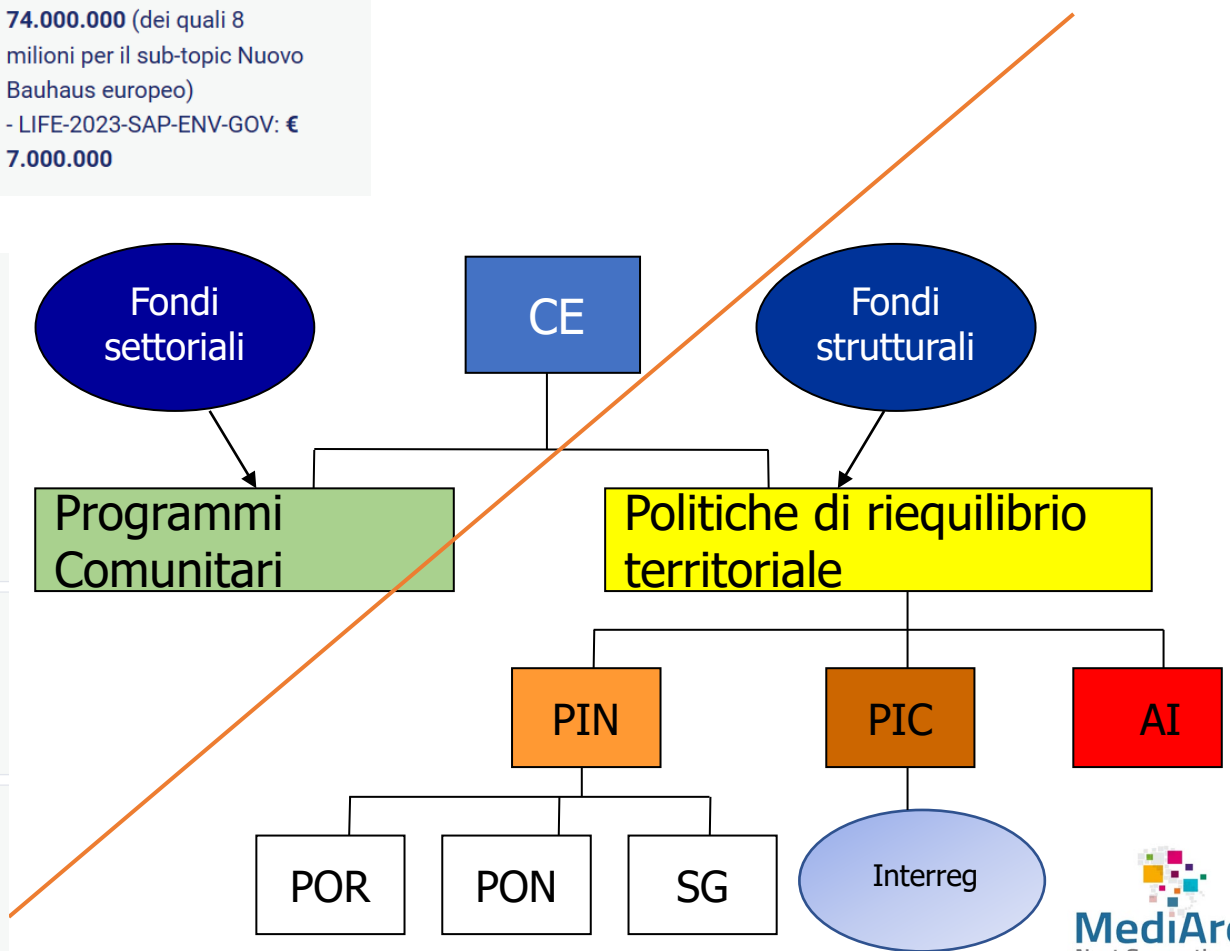 74.000.000 (dei quali 8
milioni per il sub-topic Nuovo
Bauhaus europeo)
- LIFE-2023-SAP-ENV-GOV: €
7.000.000
Fondi
settoriali
CE
Fondi
strutturali
Programmi
Comunitari
Politiche di riequilibrio
territoriale
PIN
PIC
AI
POR
PON
SG
Interreg